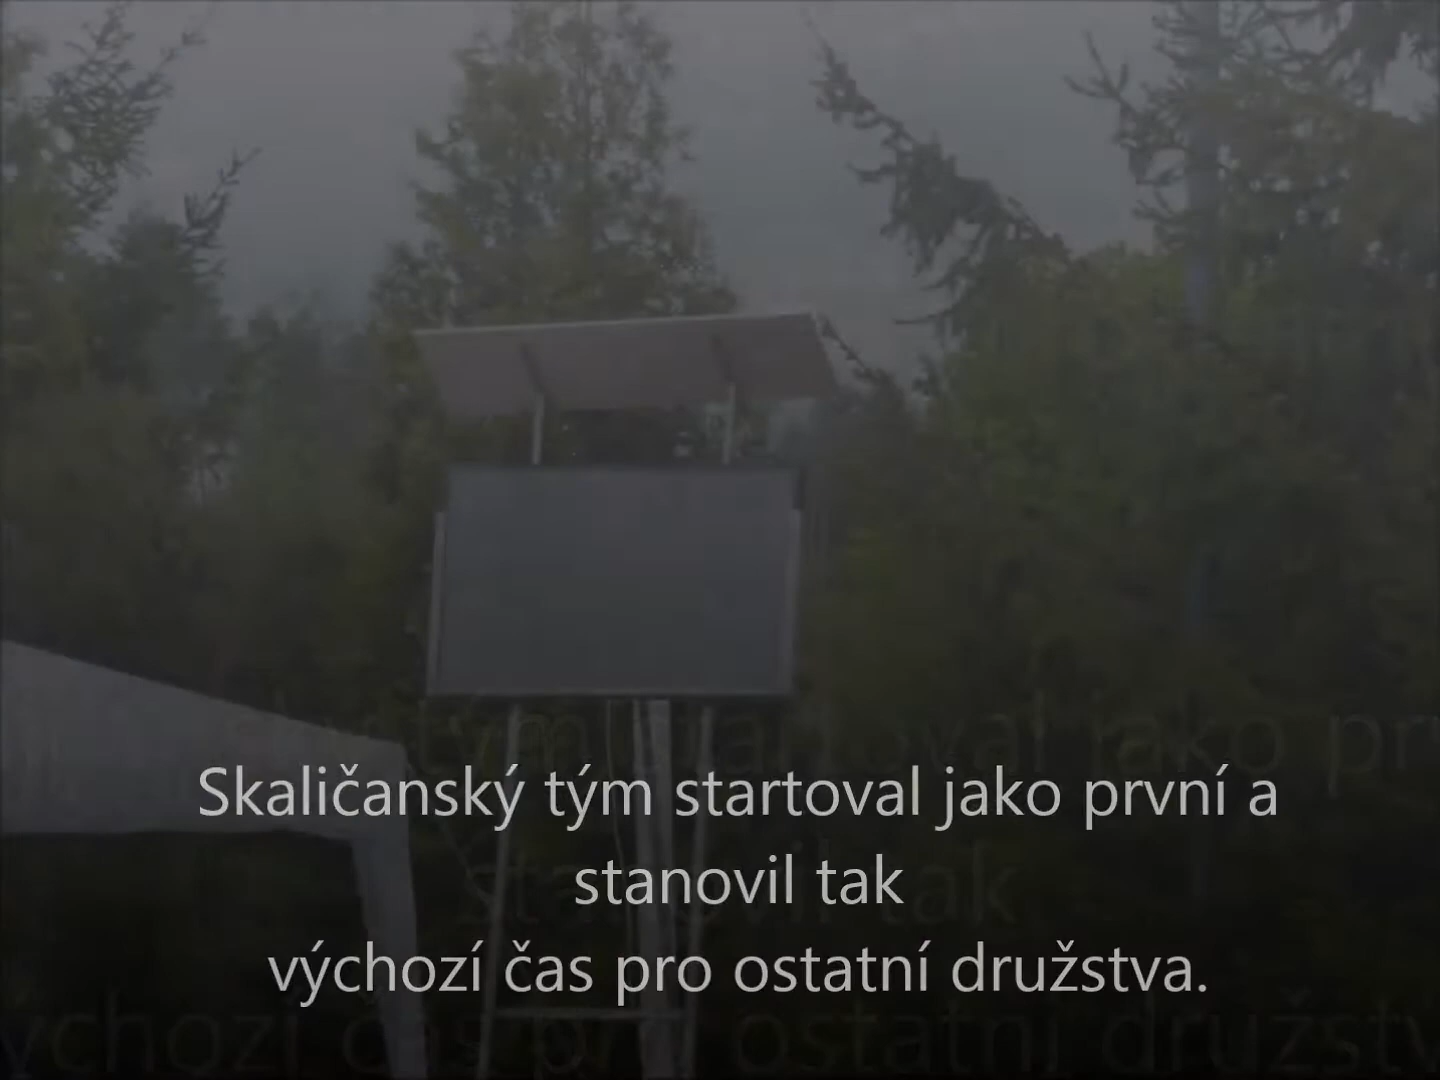 Skaličanský tým startoval jako první a
stanovil tak
výchozí čas pro ostatní družstva.